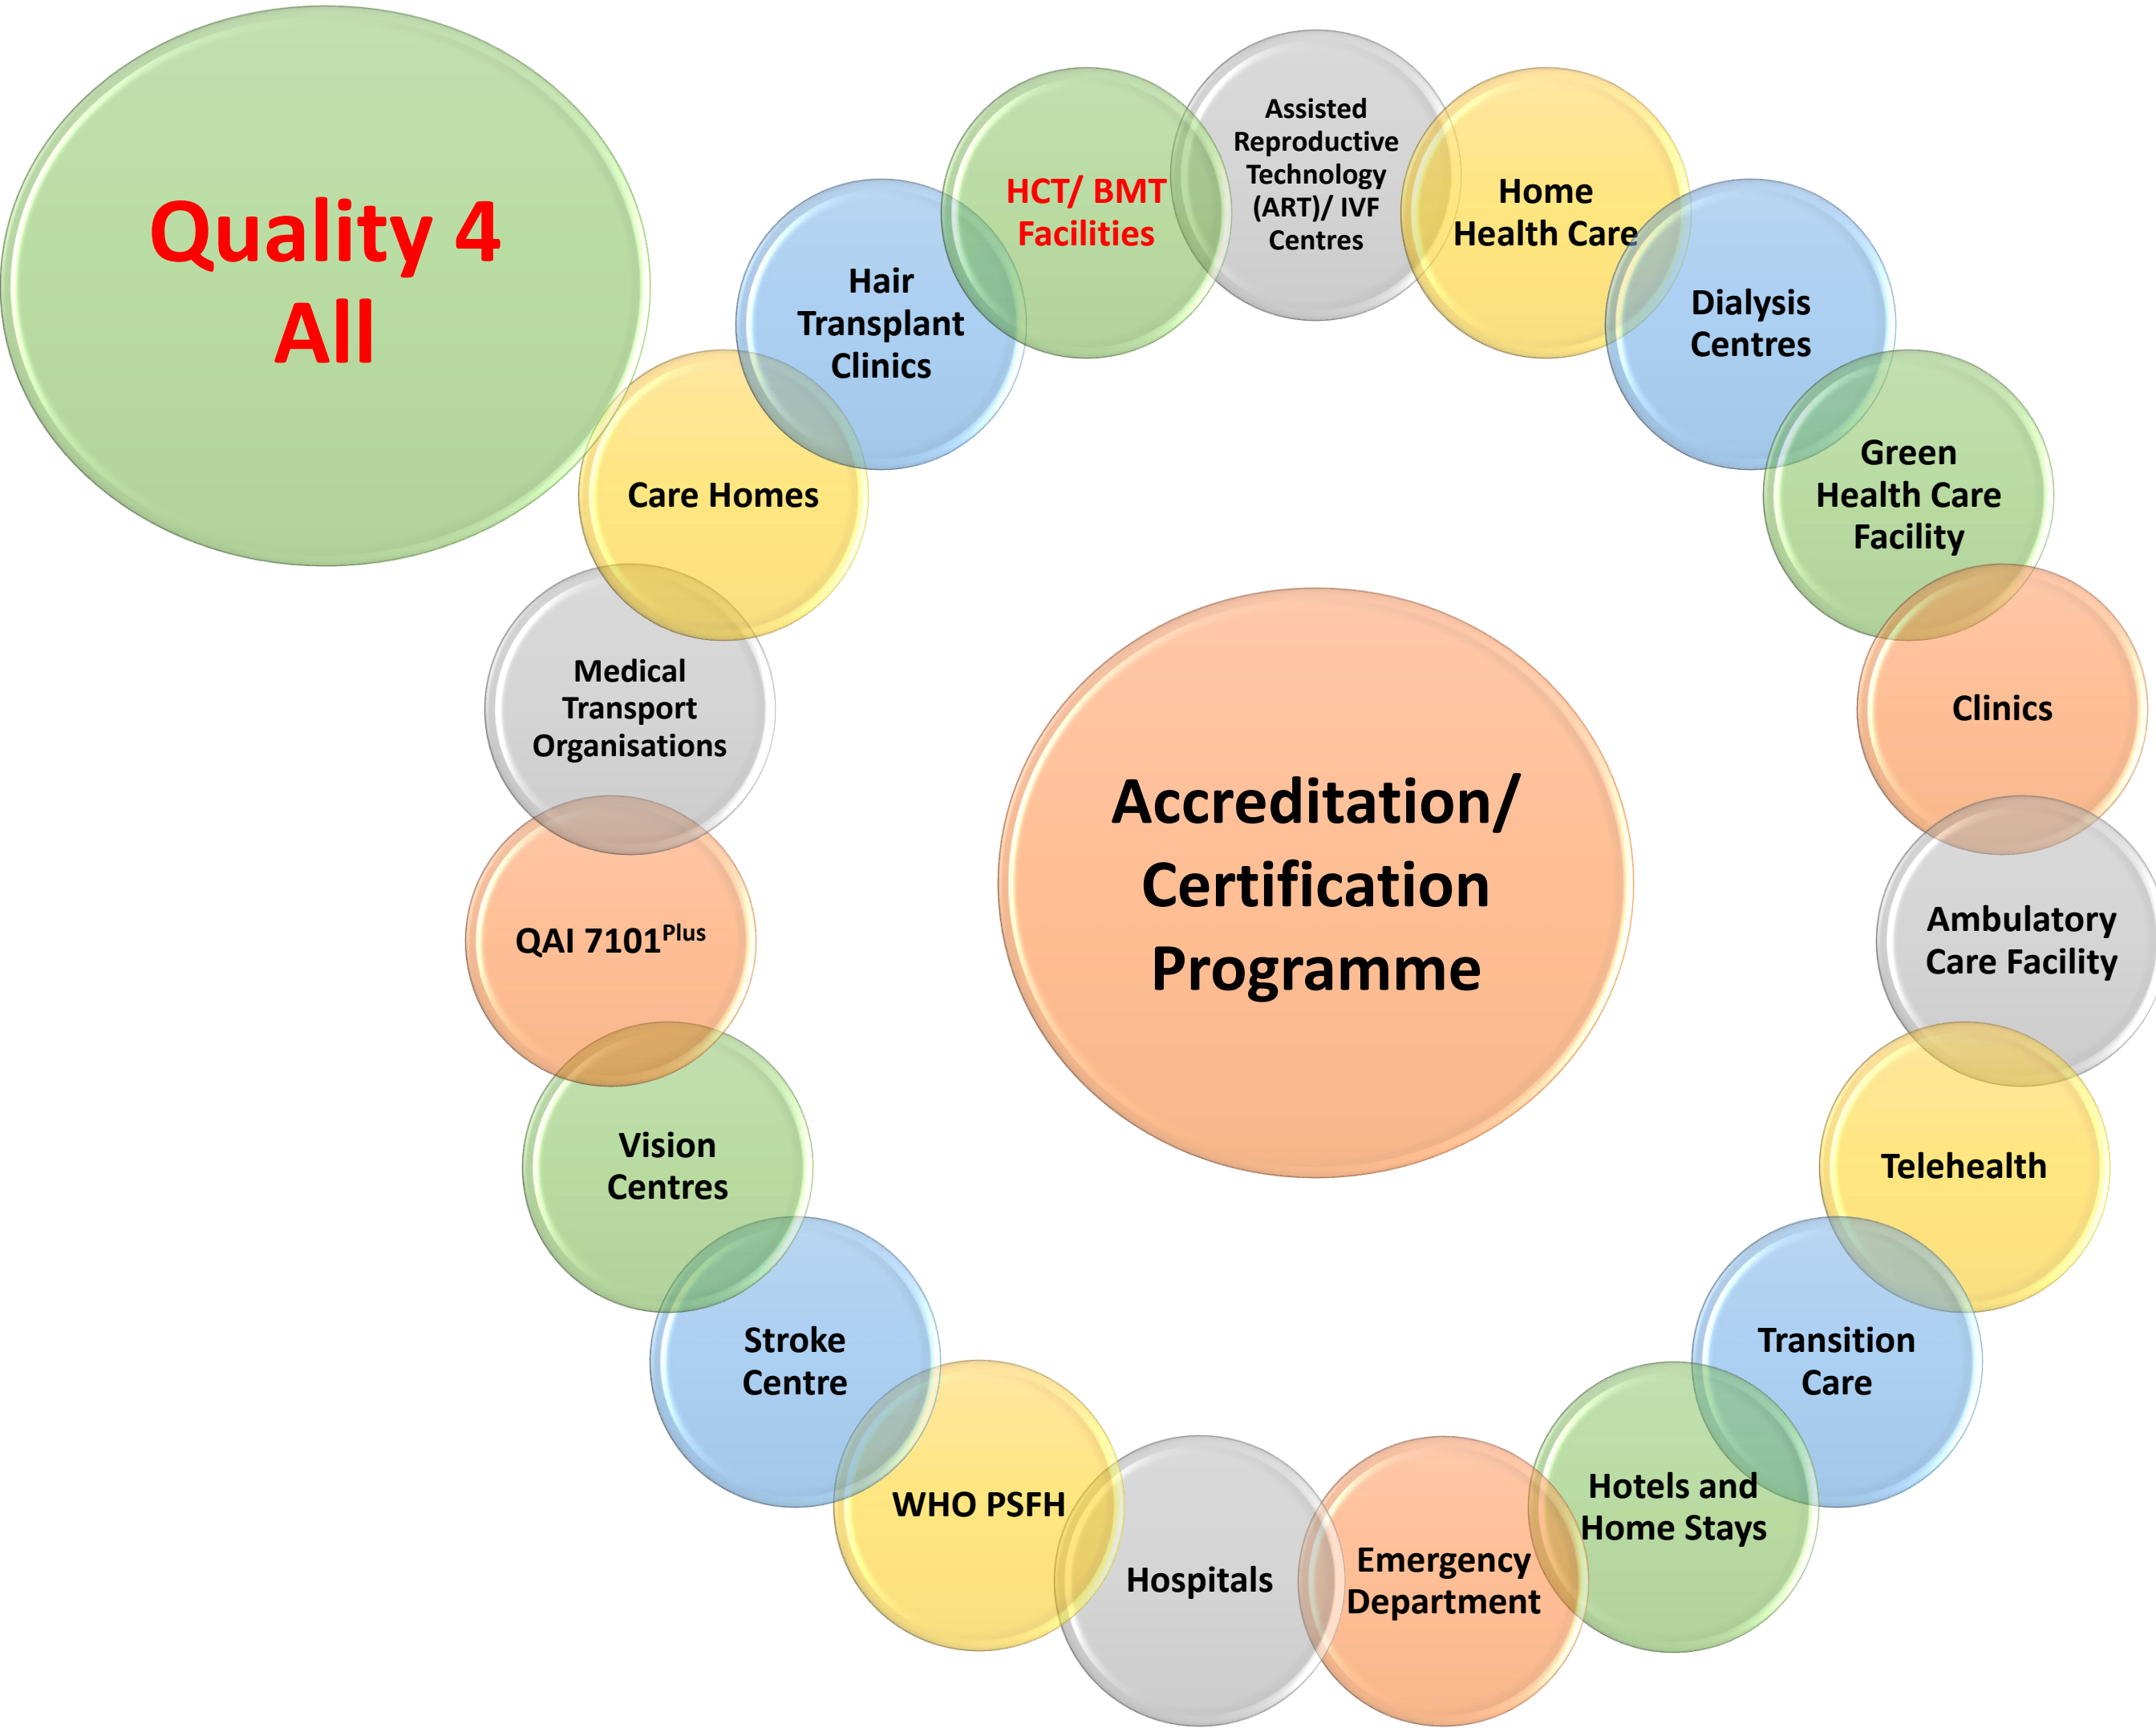 Quality 4
All
Assisted
Reproductive
Technology
(ART)/ IVF
Centres
Home
Health Care
Dialysis
Centres
Green
Health Care
Facility
Clinics
Ambulatory
Care Facility
Telehealth
Transition
Care
Hotels and
Home Stays
Emergency
Department
Hospitals
WHO PSFH
Stroke
Centre
Vision
Centres
QAI 7101Plus
Medical
Transport
Organisations
Care Homes
Hair
Transplant
Clinics
HCT/ BMT
Facilities
Accreditation/
Certification
Programme